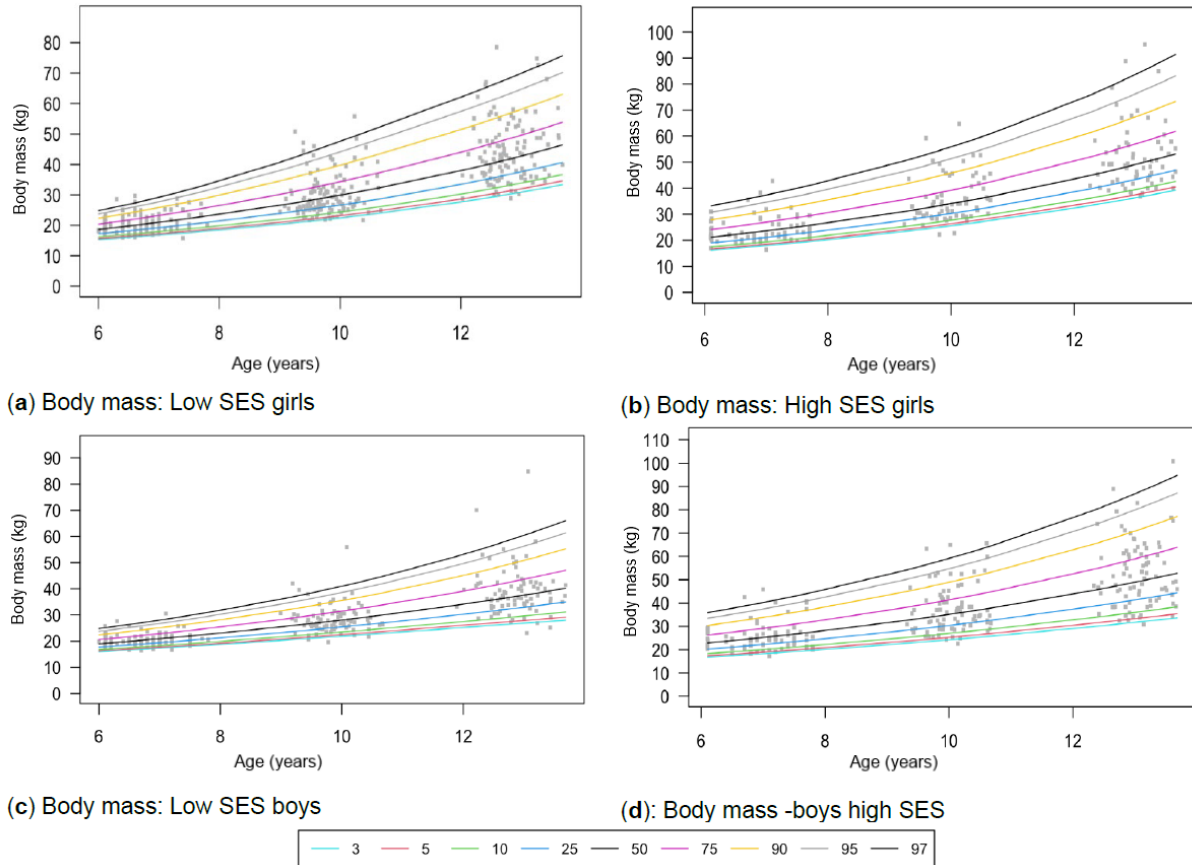 80
70
60
50
40
30
20
10
0
Body mass (kg)
6 8 10 12
Age (years)
(a) Body mass: Low SES girls
100
90
80
70
60
50
40
30
20
10
0
Body mass (kg)
6 8 10 12
Age (years)
(b) Body mass: High SES girls
90
80
70
60
50
40
30
20
10
0
Body mass (kg)
6 8 10 12
Age (years)
(c) Body mass: Low SES boys
110
100
90
80
70
60
50
40
30
20
10
0
Body mass (kg)
6 8 10 12
Age (years)
(d): Body mass -boys high SES
3 5 10 25 50 75 90 95 97